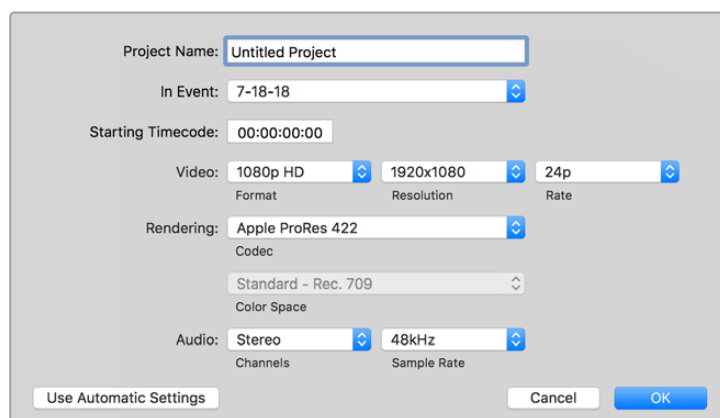 Project Name: Untitled Project
In Event: 7-18-18
Starting Timecode: 00:00:00:00
Video: 1080p HD 1920x1080 24p
Format Resolution Rate
Rendering: Apple ProRes 422
Codec
Standard - Rec. 709
Color Space
Audio: Stereo 48kHz
Channels Sample Rate
Use Automatic Settings Cancel OK